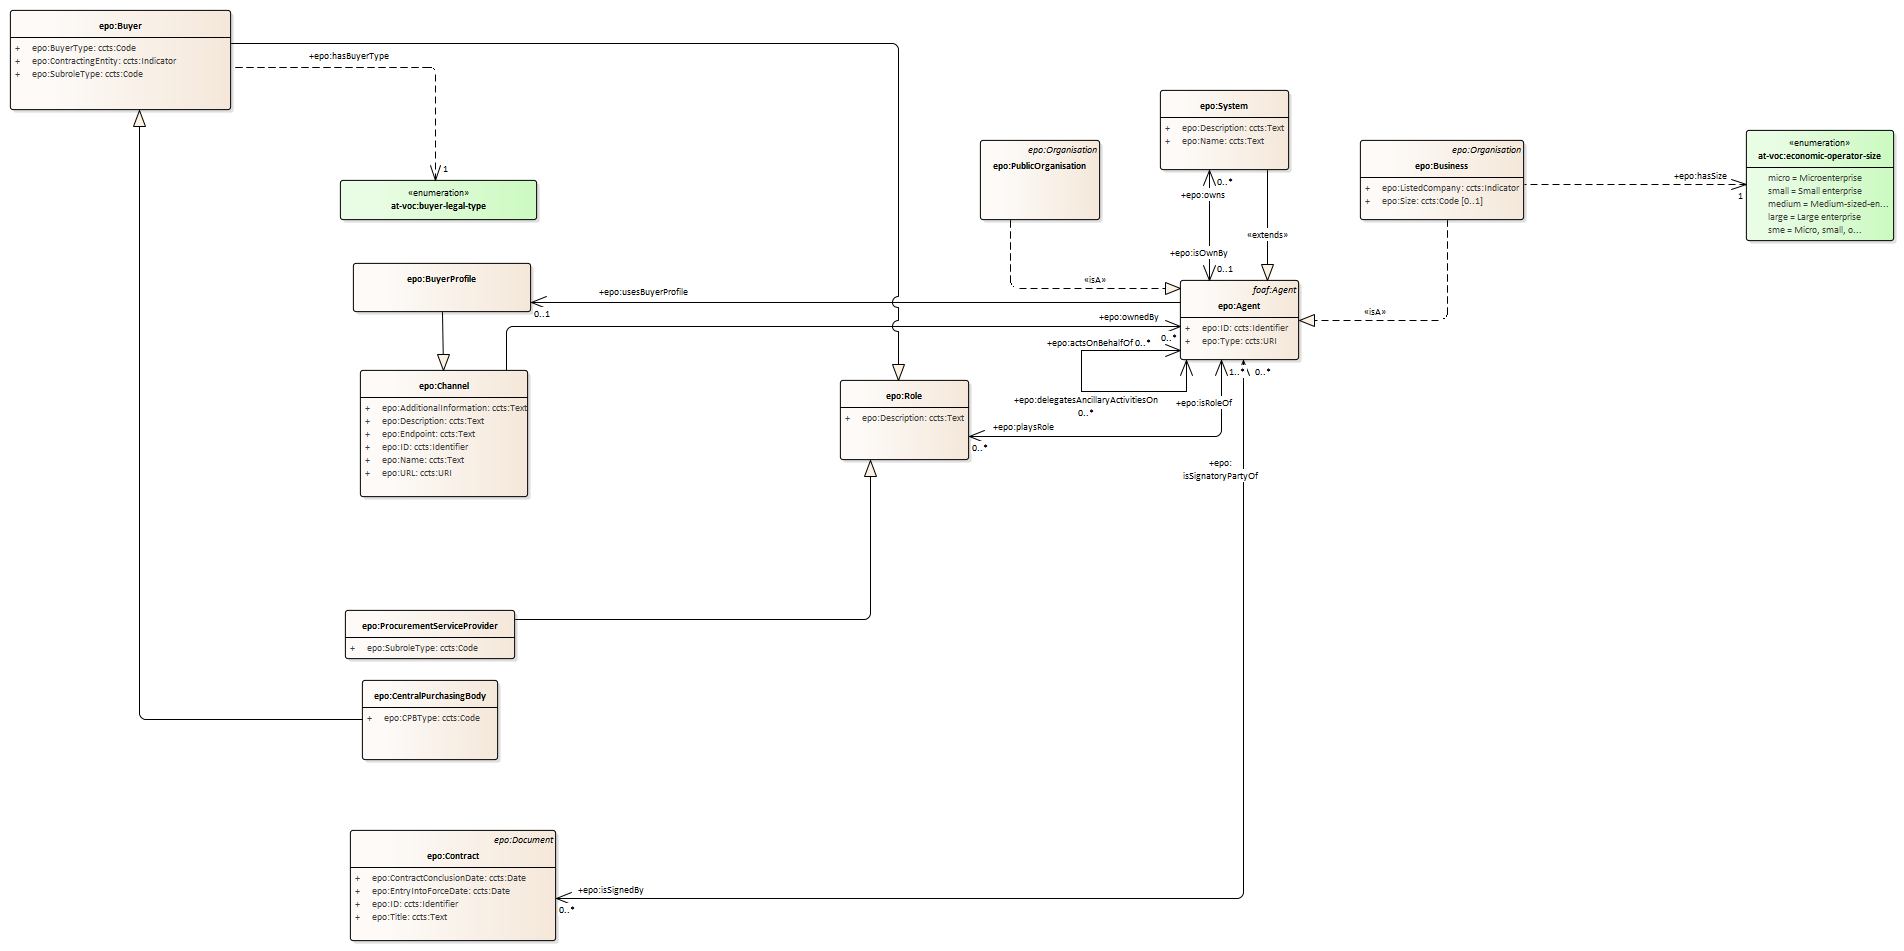 epo:Buyer
+ epo:BuyerType: ccts:Code
+ epo:ContractingEntity: ccts:Indicator
+ epo:SubroleType: ccts:Code
+epo:hasBuyerType
1
«enumeration»
at-voc:buyer-legal-type
epo:System
+ epo:Description: ccts:Text
+ epo:Name: ccts:Text
epo:Organisation
epo:PublicOrganisation
epo:Organisation
epo:Business
+ epo:ListedCompany: ccts:Indicator
+ epo:Size: ccts:Code [0..1]
+epo:hasSize
1
«enumeration»
at-voc:economic-operator-size
micro = Microenterprise
small = Small enterprise
medium = Medium-sized-en...
large = Large enterprise
sme = Micro, small, o...
0..*
+epo:owns
«extends»
+epo:isOwnBy
0..1
«isA»
«isA»
epo:BuyerProfile
+epo:usesBuyerProfile
0..1
foaf:Agent
epo:Agent
+ epo:ID: ccts:Identifier
+ epo:Type: ccts:URI
+epo:ownedBy
0..*
+epo:actsOnBehalfOf 0..*
+epo:delegatesAncillaryActivitiesOn
0..*
1..*
0..*
+epo:isRoleOf
+epo:playsRole
0..*
epo:Channel
+ epo:AdditionalInformation: ccts:Text
+ epo:Description: ccts:Text
+ epo:Endpoint: ccts:Text
+ epo:ID: ccts:Identifier
+ epo:Name: ccts:Text
+ epo:URL: ccts:URI
epo:Role
+ epo:Description: ccts:Text
+epo:
isSignatoryPartyOf
epo:ProcurementServiceProvider
+ epo:SubroleType: ccts:Code
epo:CentralPurchasingBody
+ epo:CPBType: ccts:Code
epo:Document
epo:Contract
+ epo:ContractConclusionDate: ccts:Date
+ epo:EntryIntoForceDate: ccts:Date
+ epo:ID: ccts:Identifier
+ epo:Title: ccts:Text
+epo:isSignedBy
0..*